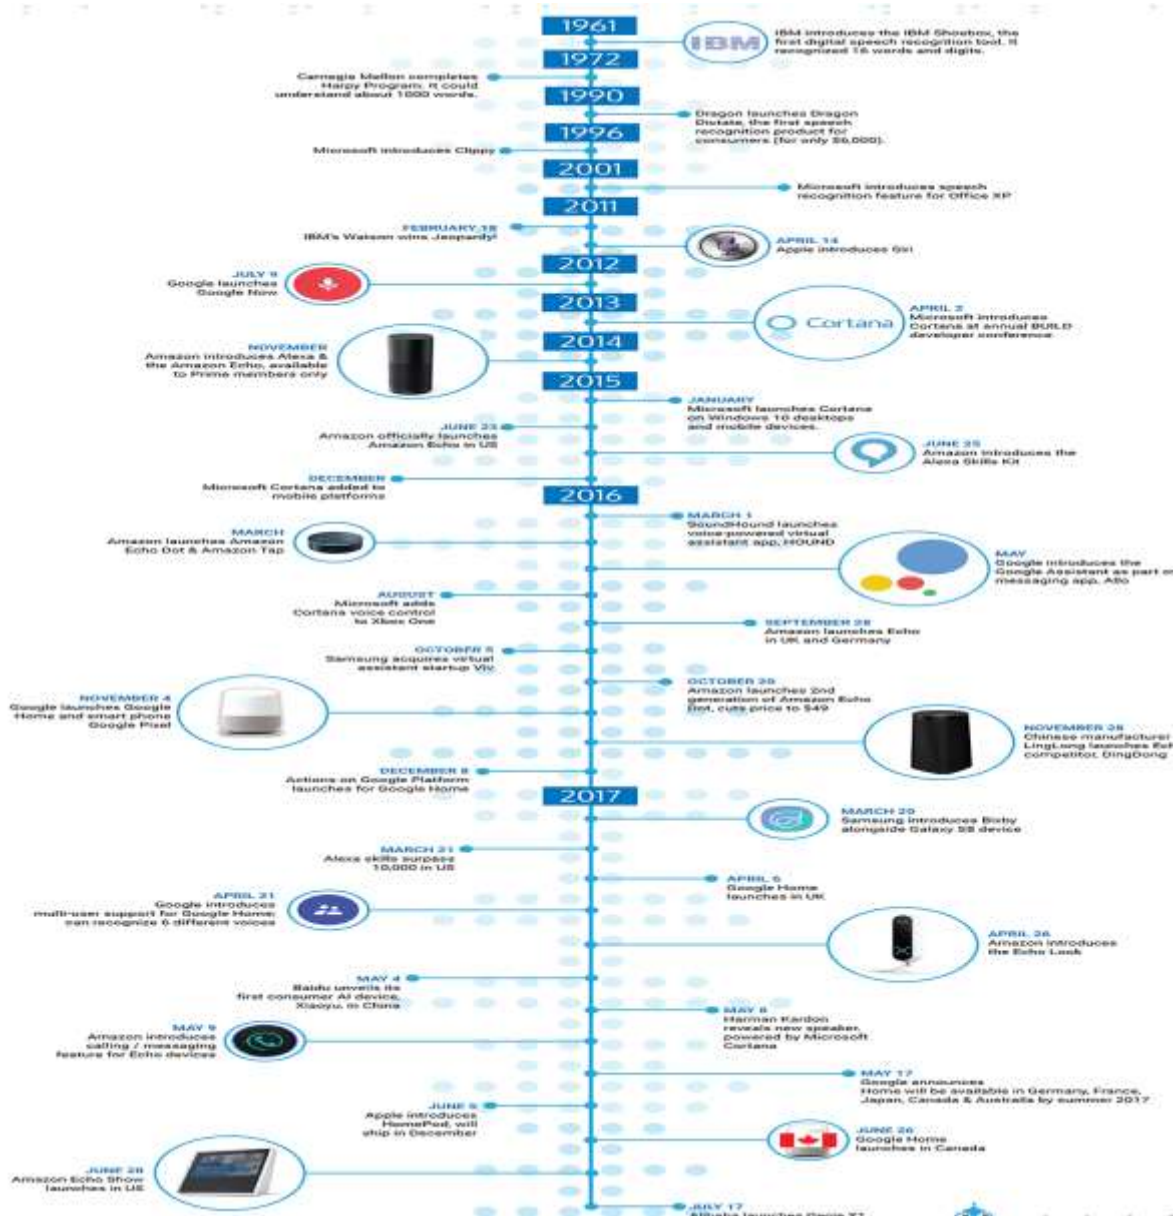 1961
IBM
IBM introduces the IBM Shoebox, the
first digital speech recognition tool. It
recognized 16 words and digits.
1972
Carnegie Mellon completes
Harpy Program. It could
understand about 1000 words.
1990
Dragon launches Dragon
Dictate, the first speech
recognition product for
consumers (for only $6,000).
1996
Microsoft introduces Clippy
2001
Microsoft introduces speech
recognition feature for Office XP
2011
FEBRUARY 16
IBM's Watson wins Jeopardy!
APRIL 14
Apple introduces Siri
2012
JULY 9
Google launches
Google Now
2013
APRIL 2
Cortana
Microsoft introduces
Cortana at annual BUILD
developer conference
2014
NOVEMBER
Amazon introduces Alexa &
the Amazon Echo, available
to Prime members only
2015
JANUARY
Microsoft launches Cortana
on Windows 10 desktops
and mobile devices.
JUNE 23
Amazon officially launches
Amazon Echo in US
JUNE 25
Amazon introduces the
Alexa Skills Kit
DECEMBER
Microsoft Cortana added to
mobile platforms
2016
MARCH 1
SoundHound launches
voice-powered virtual
assistant app, HOUND
MARCH
Amazon launches Amazon
Echo Dot & Amazon Tap
MAY
Google introduces the
Google Assistant as part o
messaging app, Allo
AUGUST
Microsoft adds
Cortana voice control
to Xbox One
SEPTEMBER 28
Amazon launches Echo
in UK and Germany
OCTOBER 5
Samsung acquires virtual
assistant startup Viv
OCTOBER 20
Amazon launches 2nd
generation of Amazon Echo
Dot, cuts price to $49
NOVEMBER 4
Google launches Google
Home and smart phone
Google Pixel
NOVEMBER 28
Chinese manufacturer
LingLong launches Ec
competitor, DingDong
DECEMBER 8
Actions on Google Platform
launches for Google Home
2017
MARCH 20
Samsung introduces Bixby
alongside Galaxy S8 device
MARCH 21
Alexa skills surpass
10,000 in US
APRIL 5
Google Home
launches in UK
APRIL 21
Google introduces
multi-user support for Google Home;
can recognize 6 different voices
APRIL 26
Amazon introduces
the Echo Look
MAY 4
Baidu unveils its
first consumer AI device,
Xiaoyu, in China
MAY 8
Harman Kardon
reveals new speaker,
powered by Microsoft
Cortana
MAY 9
Amazon introduces
calling / messaging
feature for Echo devices
MAY 17
Google announces
Home will be available in Germany, France,
Japan, Canada & Australia by summer 2017
JUNE 5
Apple introduces
HomePod, will
ship in December
JUNE 26
Google Home
launches in Canada
JUNE 28
Amazon Echo Show
launches in US
JULY 17
Alibaba launches Genie X1